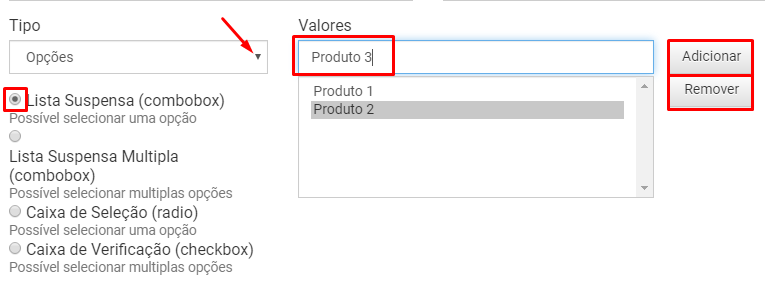 Tipo
Opções
Lista Suspensa (combobox)
Possível selecionar uma opção
Lista Suspensa Multipla
(combobox)
Possível selecionar multiplas opções
Caixa de Seleção (radio)
Possível selecionar uma opção
Caixa de Verificação (checkbox)
Possível selecionar multiplas opções
Valores
Produto 3
Produto 1
Produto 2
Adicionar
Remover